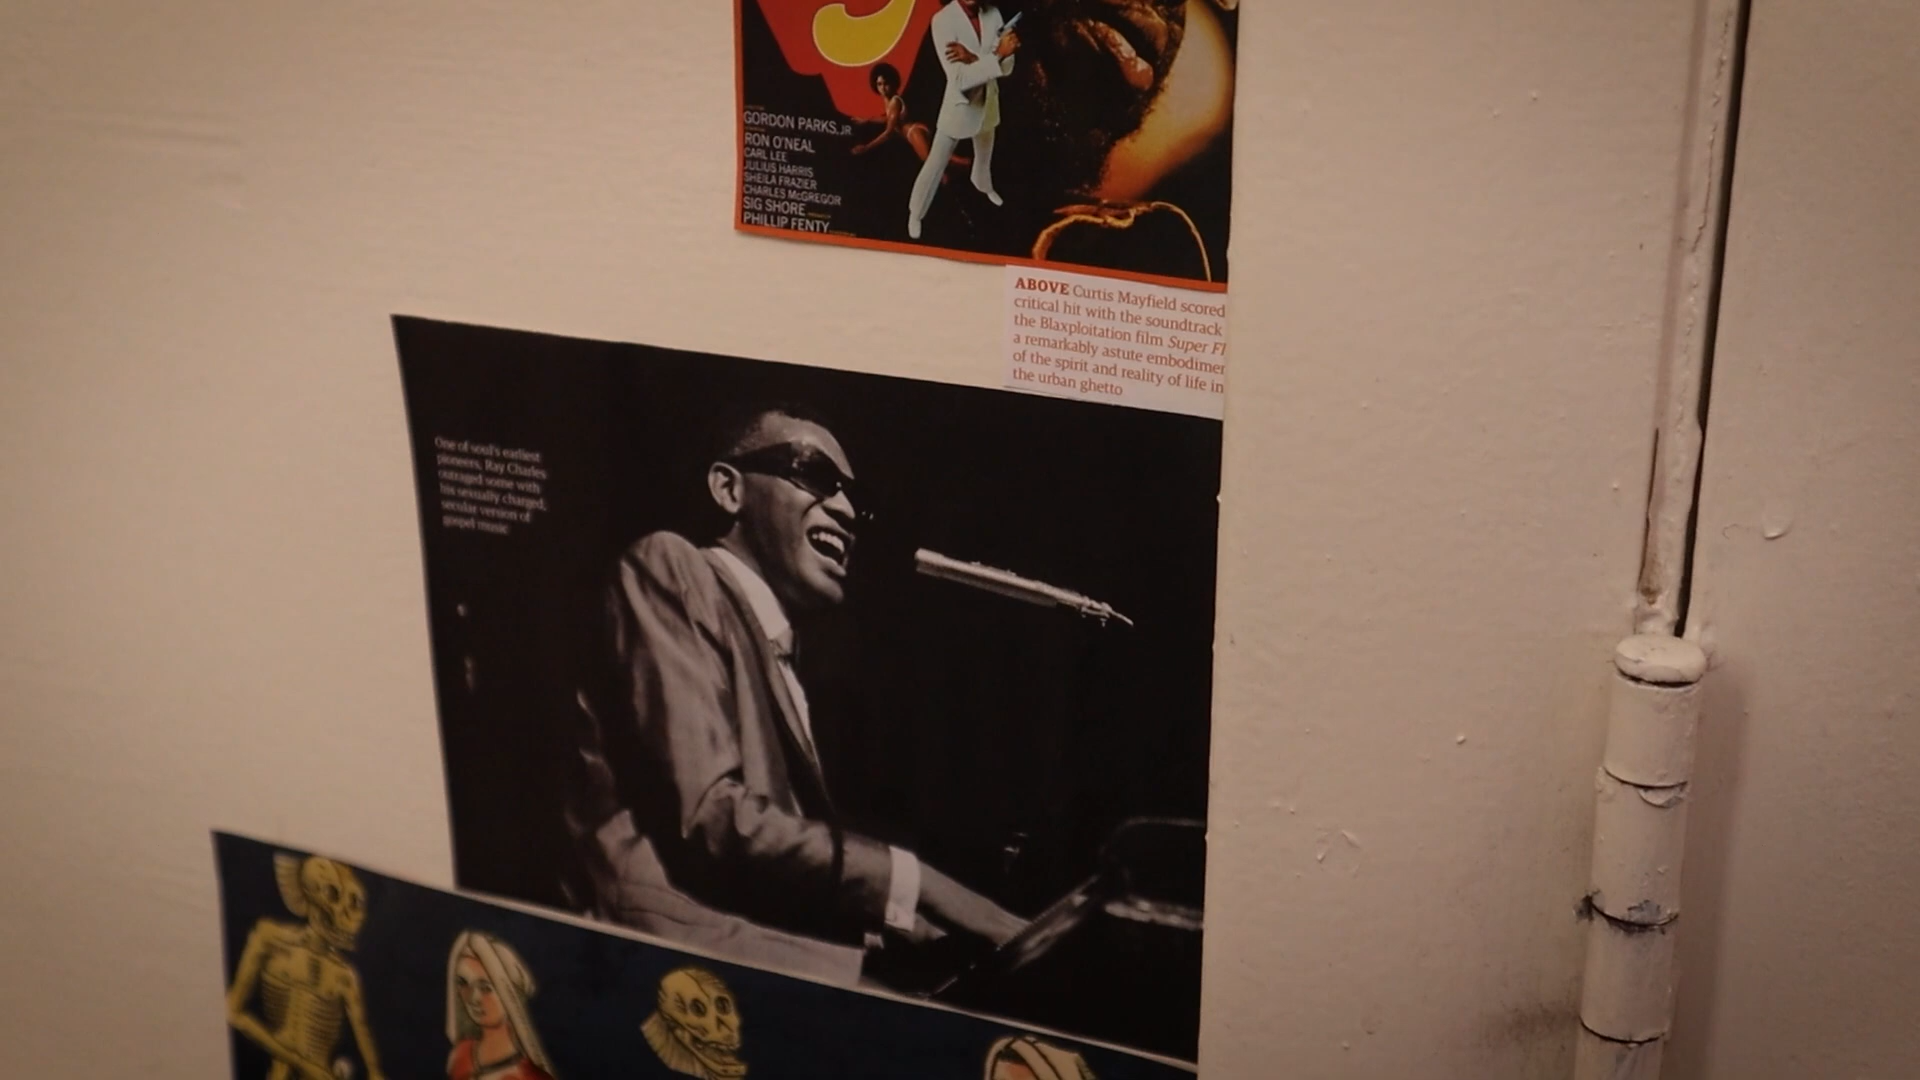 GORDON PARKS, JR.
RON O'NEAL
CARL LEE
JULIUS HARRIS
SHEILA FRAZIER
CHARLES McGREGOR
SIG SHORE
PHILLIP FENTY
ABOVE Curtis Mayfield scored
critical hit with the soundtrack
the Blaxploitation film Super Fl
a remarkably astute embodimen
of the spirit and reality of life in
the urban ghetto
One of soul's earliest
pioneers, Ray Charles
outraged some with
his sexually charged,
secular version of
gospel music